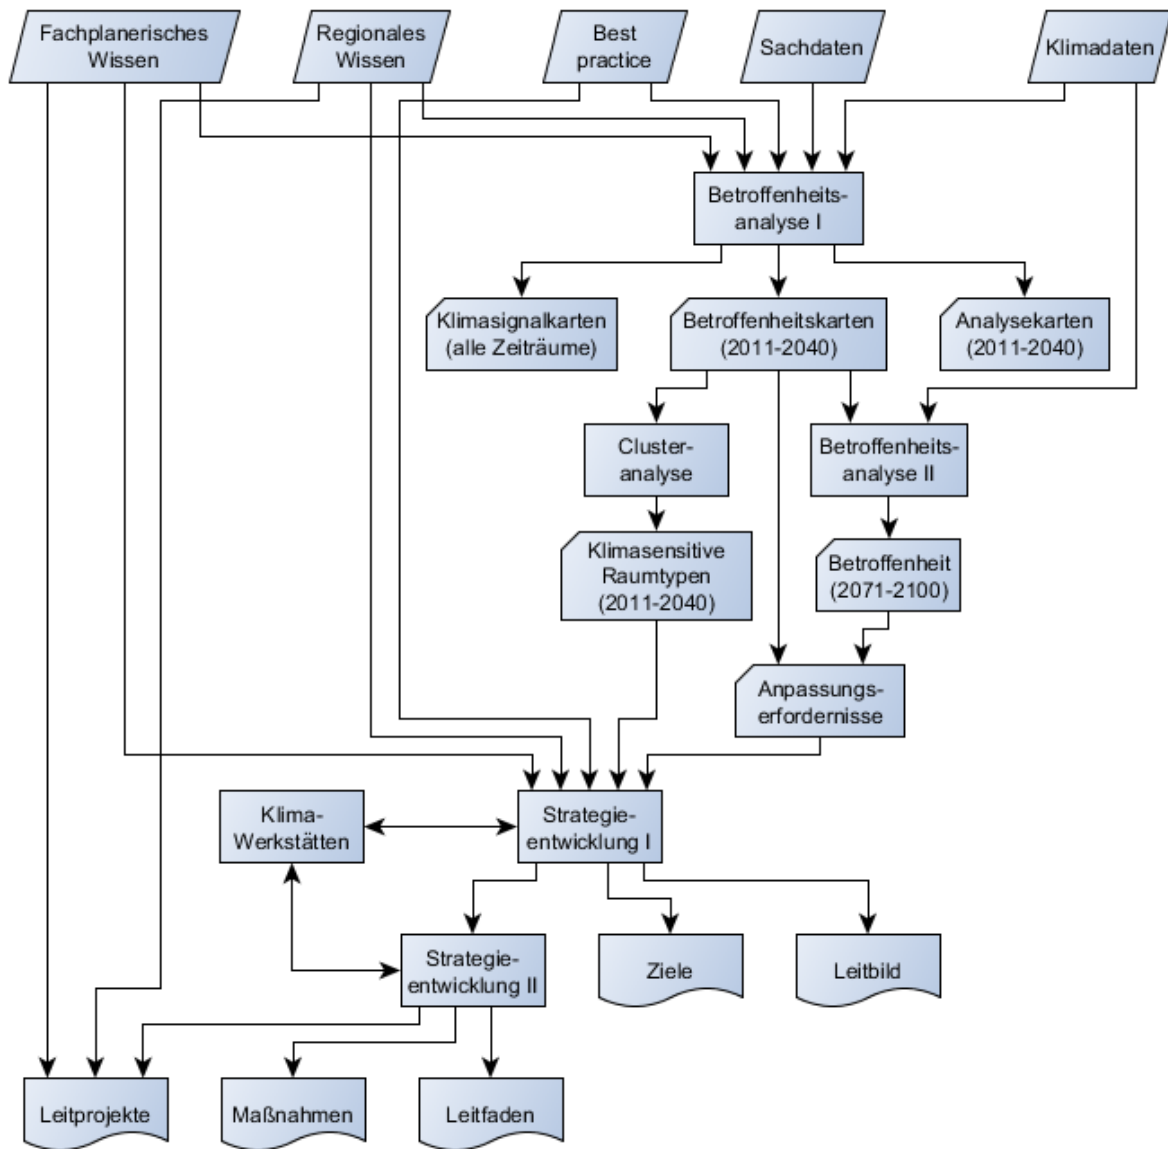 Fachplanerisches
Wissen
Regionales
Wissen
Best
practice
Sachdaten
Klimadaten
Betroffenheits-
analyse I
Klimasignalkarten
(alle Zeiträume)
Betroffenheitskarten
(2011-2040)
Analysekarten
(2011-2040)
Cluster-
analyse
Betroffenheits-
analyse II
Klimasensitive
Raumtypen
(2011-2040)
Betroffenheit
(2071-2100)
Anpassungs-
erfordernisse
Klima-
Werkstätten
Strategie-
entwicklung I
Strategie-
entwicklung II
Ziele
Leitbild
Leitprojekte
Maßnahmen
Leitfaden